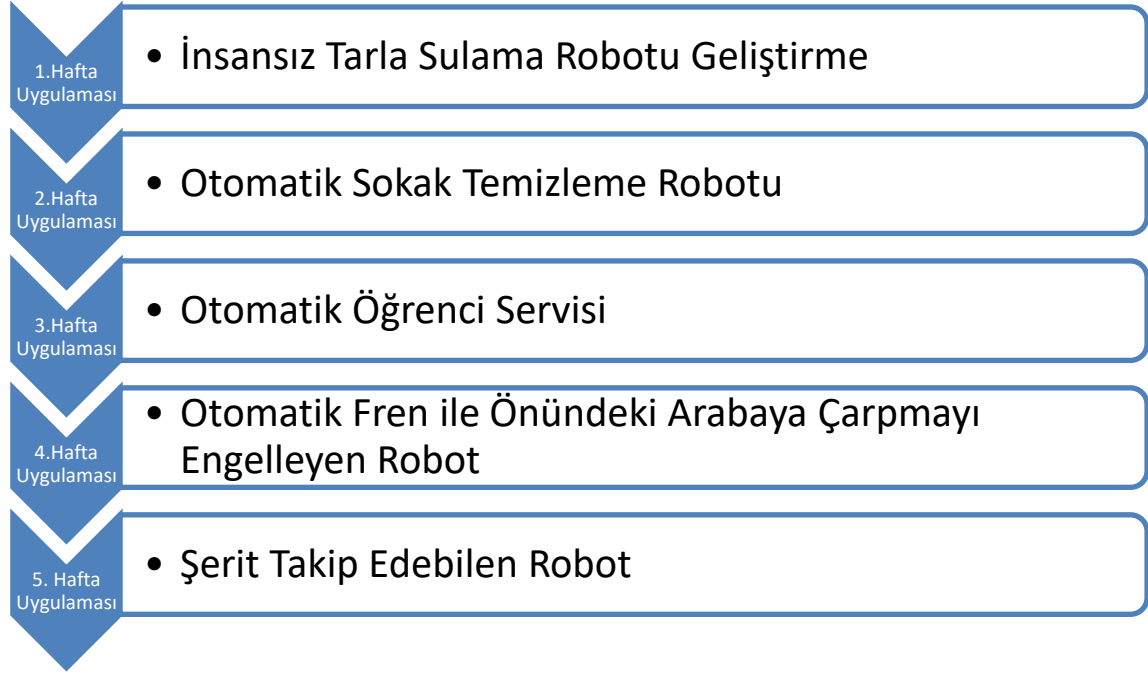 1.Hafta
Uygulaması
• İnsansız Tarla Sulama Robotu Geliştirme
2.Hafta
Uygulaması
• Otomatik Sokak Temizleme Robotu
3.Hafta
Uygulaması
• Otomatik Öğrenci Servisi
4.Hafta
Uygulaması
• Otomatik Fren ile Önündeki Arabaya Çarpmayı
Engelleyen Robot
5. Hafta
Uygulaması
• Şerit Takip Edebilen Robot